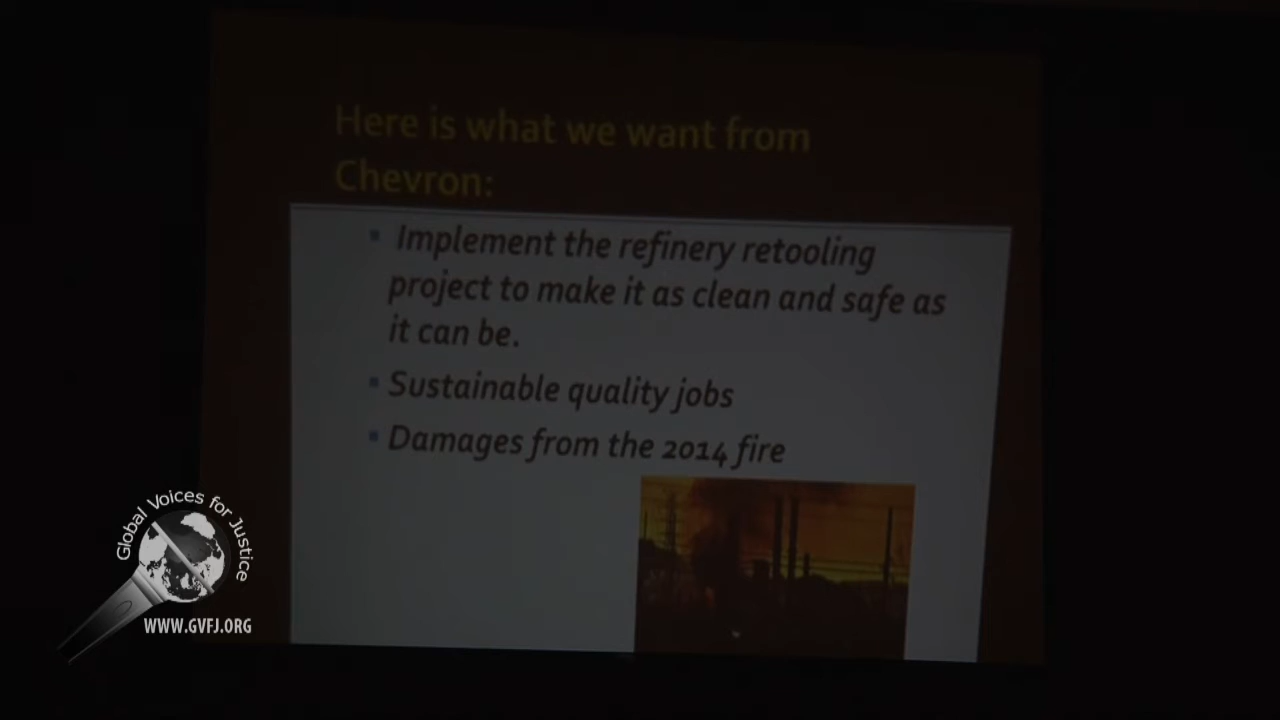 Here is what we want from
Chevron:
Implement the refinery retooling
project to make it as clean and safe as
it can be.
Sustainable quality jobs
Damages from the 2014 fire
Global Voices for Justice
WWW.GVFJ.ORG